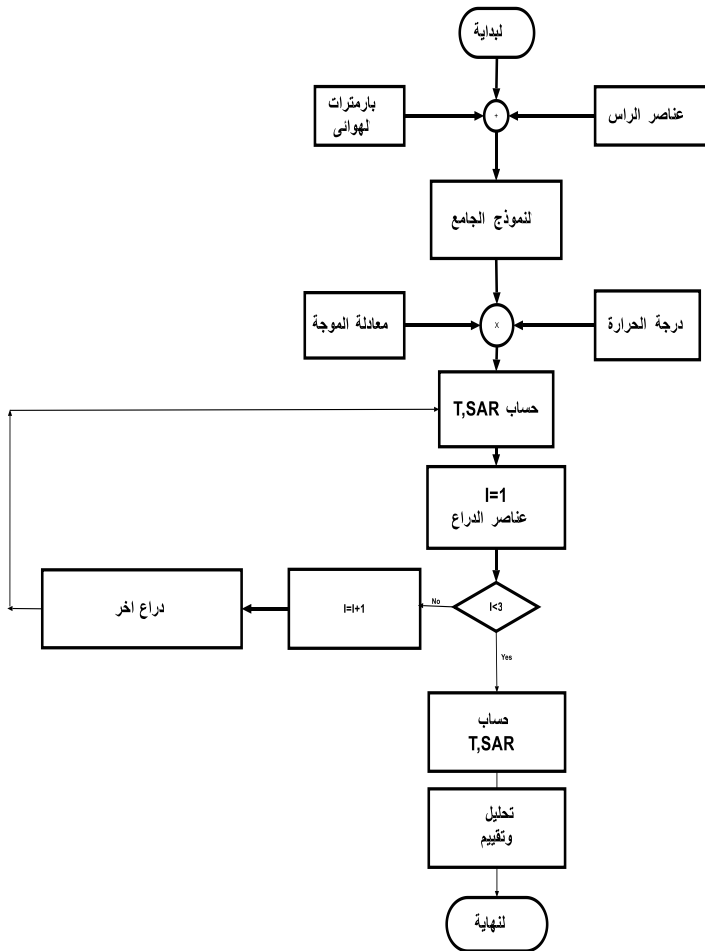 لبداية
بارمترات
لهوائى
+
عناصر الراس
لنموذج الجامع
معادلة الموجة
X
درجة الحرارة
حساب T,SAR
I=1
عناصر الدراع
I<3
No
I=I+1
دراع اخر
Yes
حساب
T,SAR
تحليل
وتقييم
لنهاية